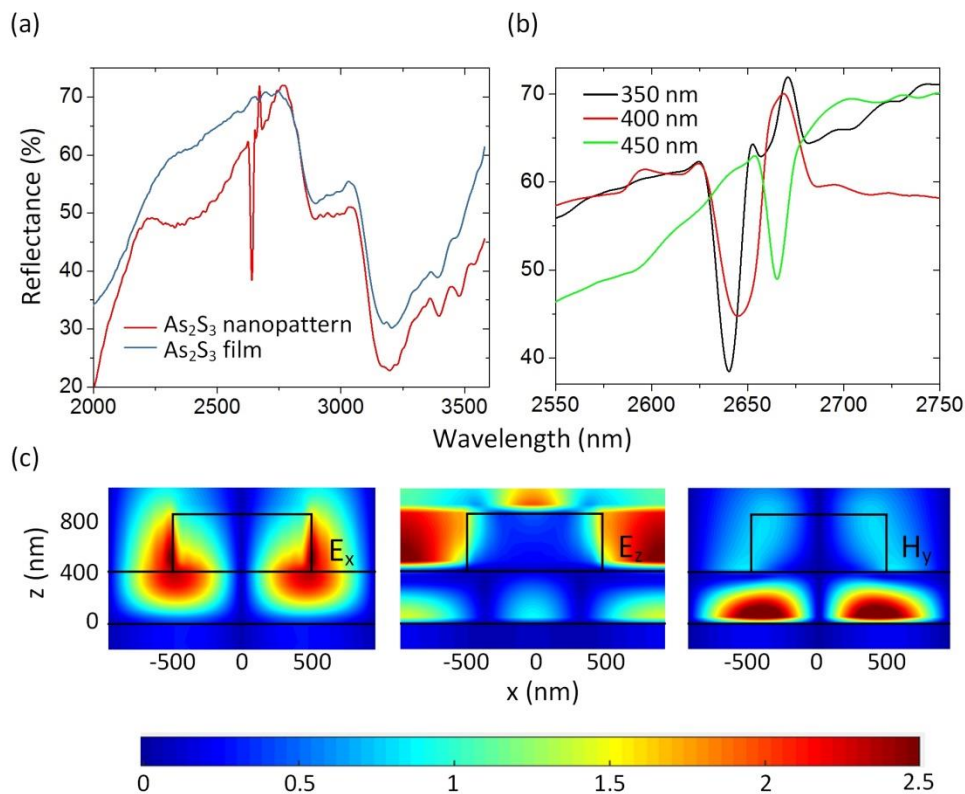 (a)
(b)
Reflectance (%)
70
60
50
40
30
20
As₂S₃ nanopattern
As₂S₃ film
2000 2500 3000 3500
70
60
50
40
350 nm
400 nm
450 nm
2550 2600 2650 2700 2750
Wavelength (nm)
(c)
z (nm)
800
400
0
Eₓ
E_z
H_y
-500 0 500
-500 0 500
-500 0 500
x (nm)
0 0.5 1 1.5 2 2.5